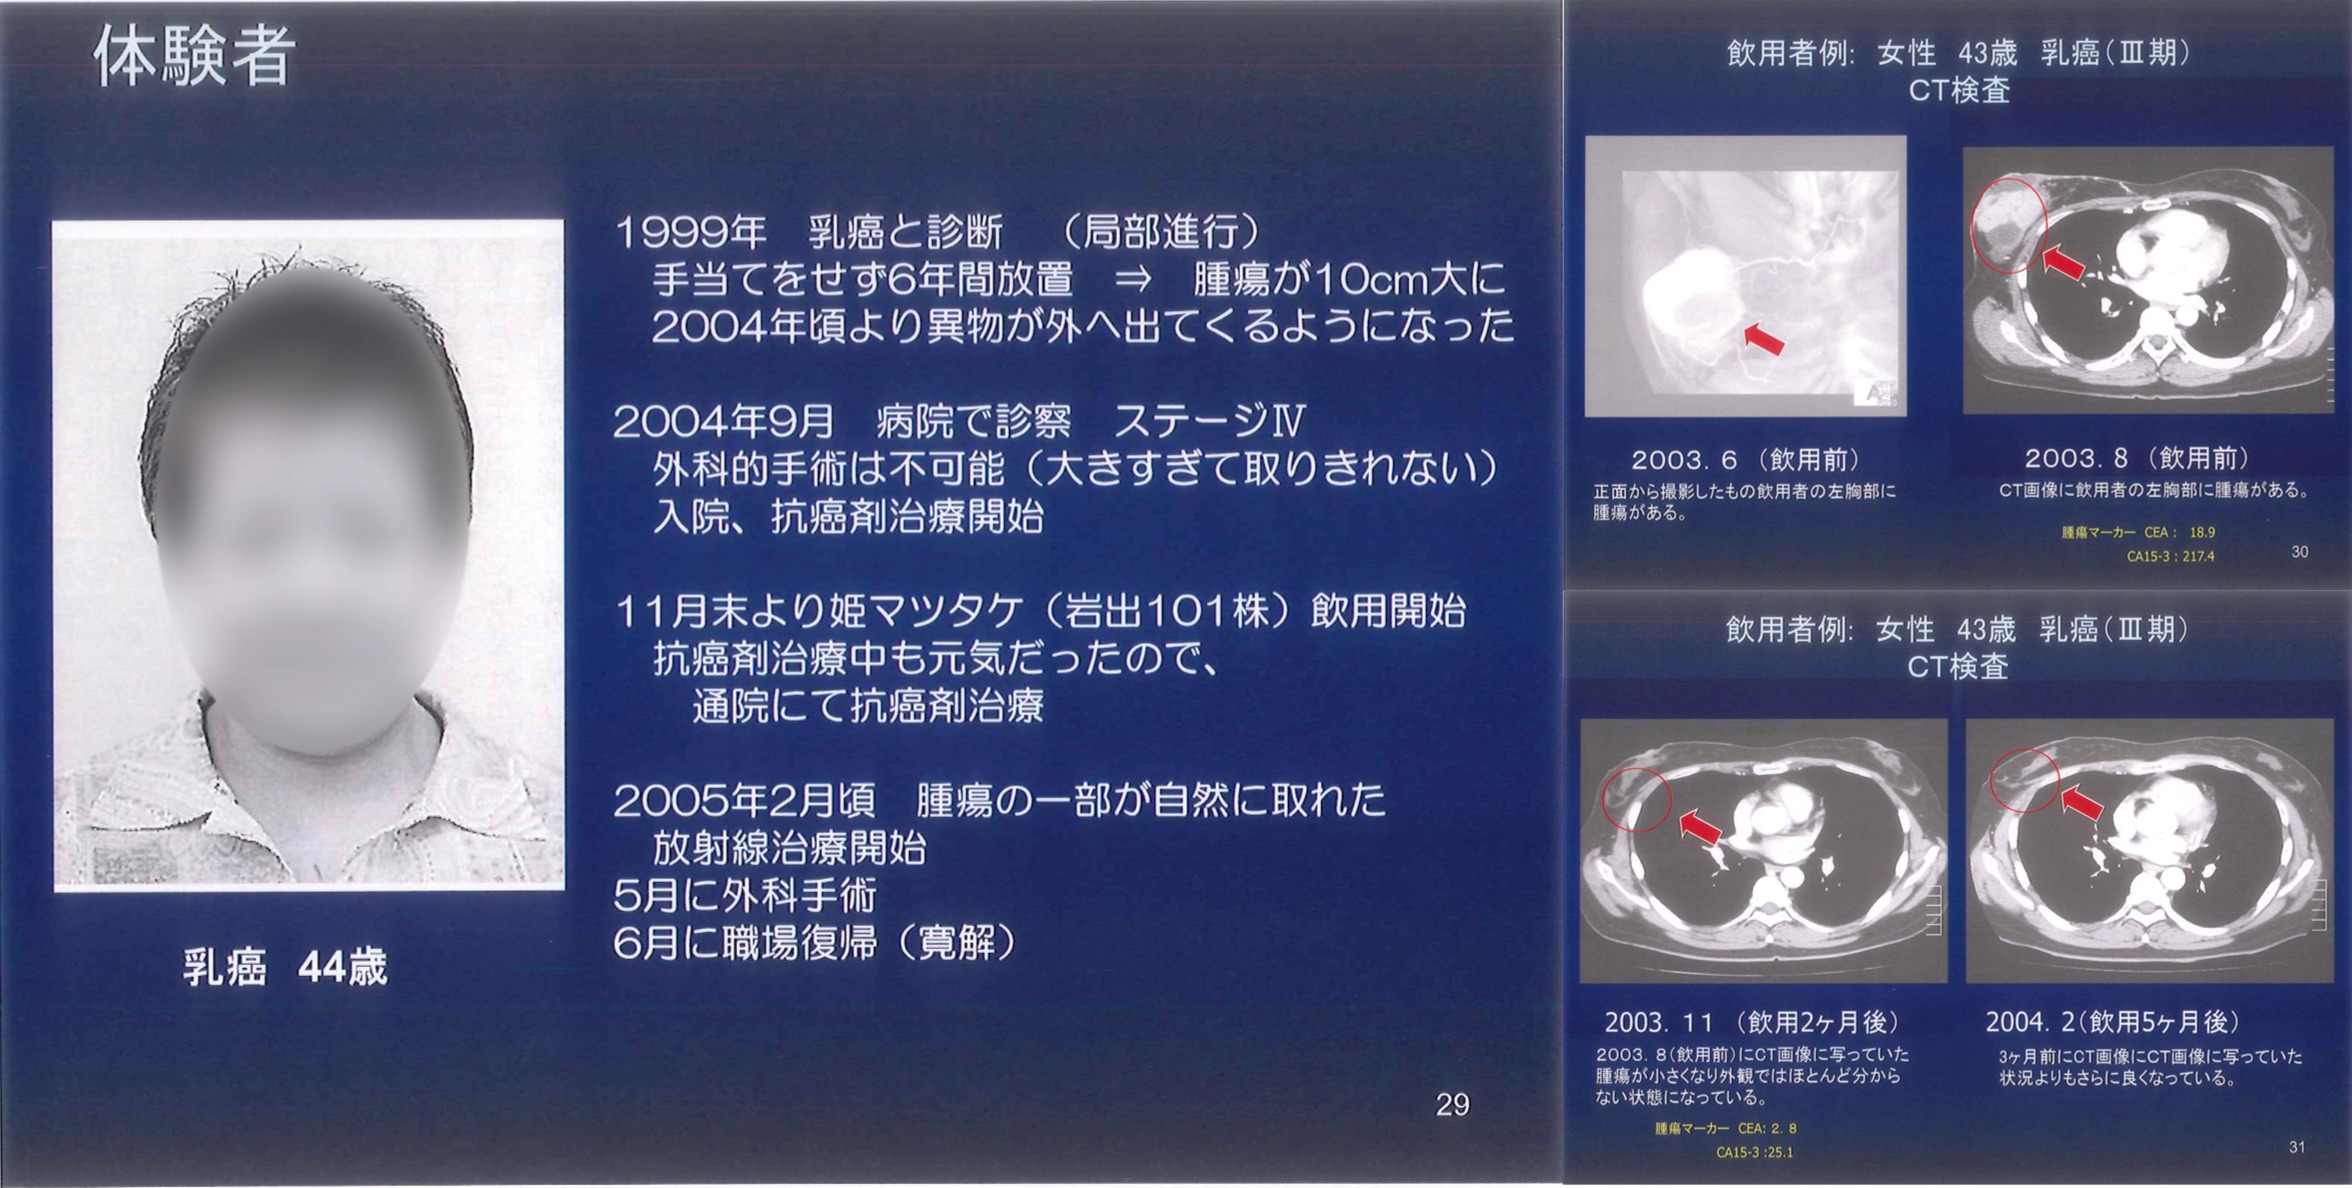 体験者
1999年　乳癌と診断　（局部進行）
手当てをせず6年間放置　⇒　腫瘍が10cm大に
2004年頃より異物が外へ出てくるようになった
2004年9月　病院で診察　ステージⅣ
外科的手術は不可能（大きすぎて取りきれない）
入院、抗癌剤治療開始
11月末より姫マツタケ（岩出101株）飲用開始
抗癌剤治療中も元気だったので、
通院にて抗癌剤治療
2005年2月頃　腫瘍の一部が自然に取れた
放射線治療開始
5月に外科手術
6月に職場復帰（寛解）
乳癌　44歳
29
飲用者例:　女性　43歳　乳癌（Ⅲ期）
CT検査
2003. 6 （飲用前）
正面から撮影したもの飲用者の左胸部に
腫瘍がある。
2003. 8 （飲用前）
CT画像に飲用者の左胸部に腫瘍がある。
腫瘍マーカー　CEA： 18.9
CA15-3：217.4
30
飲用者例:　女性　43歳　乳癌（Ⅲ期）
CT検査
2003. 11 （飲用2ヶ月後）
2003. 8（飲用前）にCT画像に写っていた
腫瘍が小さくなり外観ではほとんど分から
ない状態になっている。
腫瘍マーカー　CEA: 2. 8
CA15-3 :25.1
2004. 2（飲用5ヶ月後）
3ヶ月前にCT画像にCT画像に写っていた
状況よりもさらに良くなっている。
31